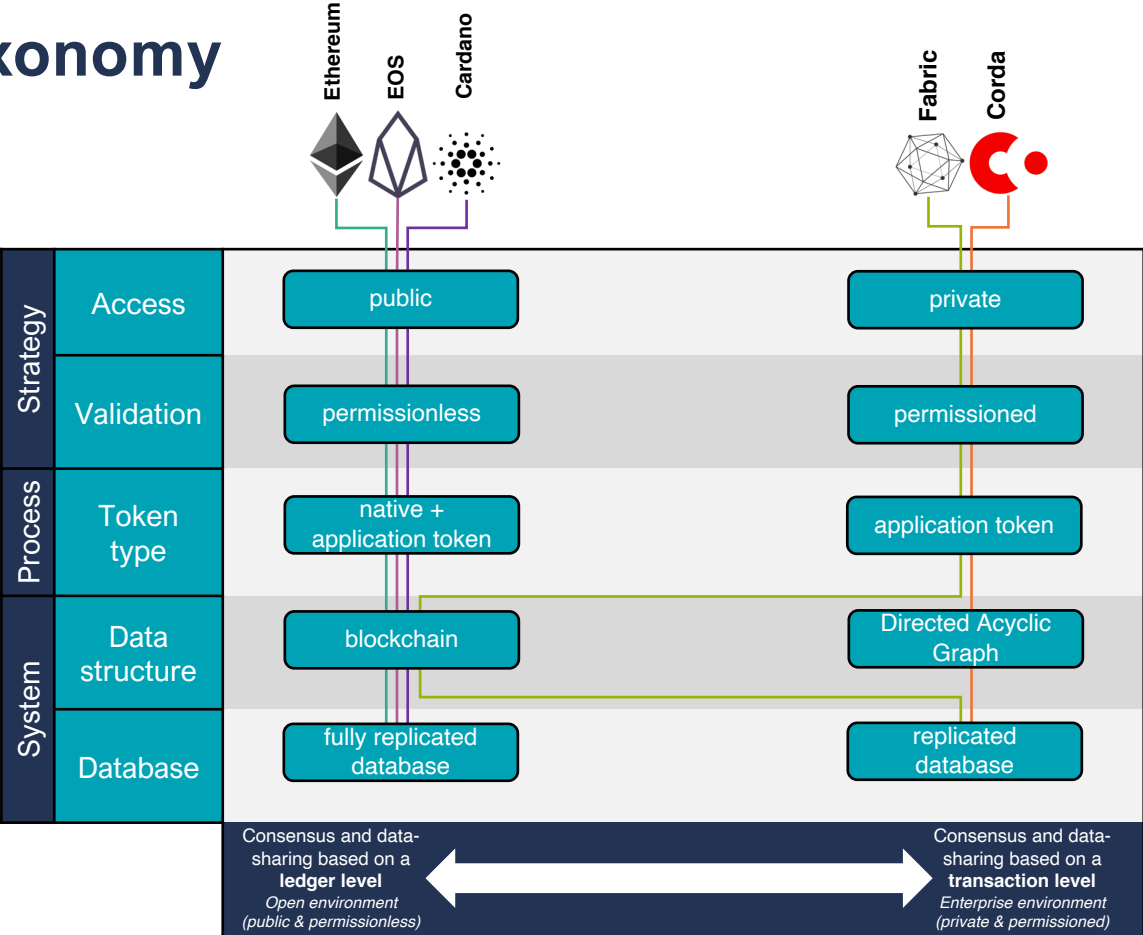 xonomy
Ethereum
EOS
Cardano
Fabric
Corda
Strategy
Access
public
private
Validation
permissionless
permissioned
Process
Token
type
native +
application token
application token
System
Data
structure
blockchain
Directed Acyclic
Graph
Database
fully replicated
database
replicated
database
Consensus and data-
sharing based on a
ledger level
Open environment
(public & permissionless)
Consensus and data-
sharing based on a
transaction level
Enterprise environment
(private & permissioned)